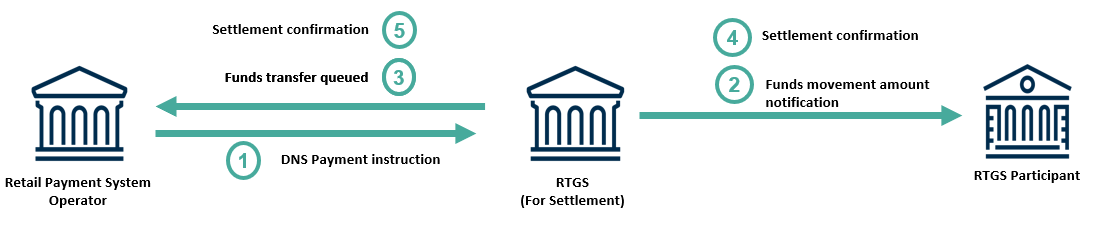 Settlement confirmation 5
4 Settlement confirmation
Funds transfer queued 3
2 Funds movement amount
notification
1 DNS Payment instruction
Retail Payment System
Operator
RTGS
(For Settlement)
RTGS Participant